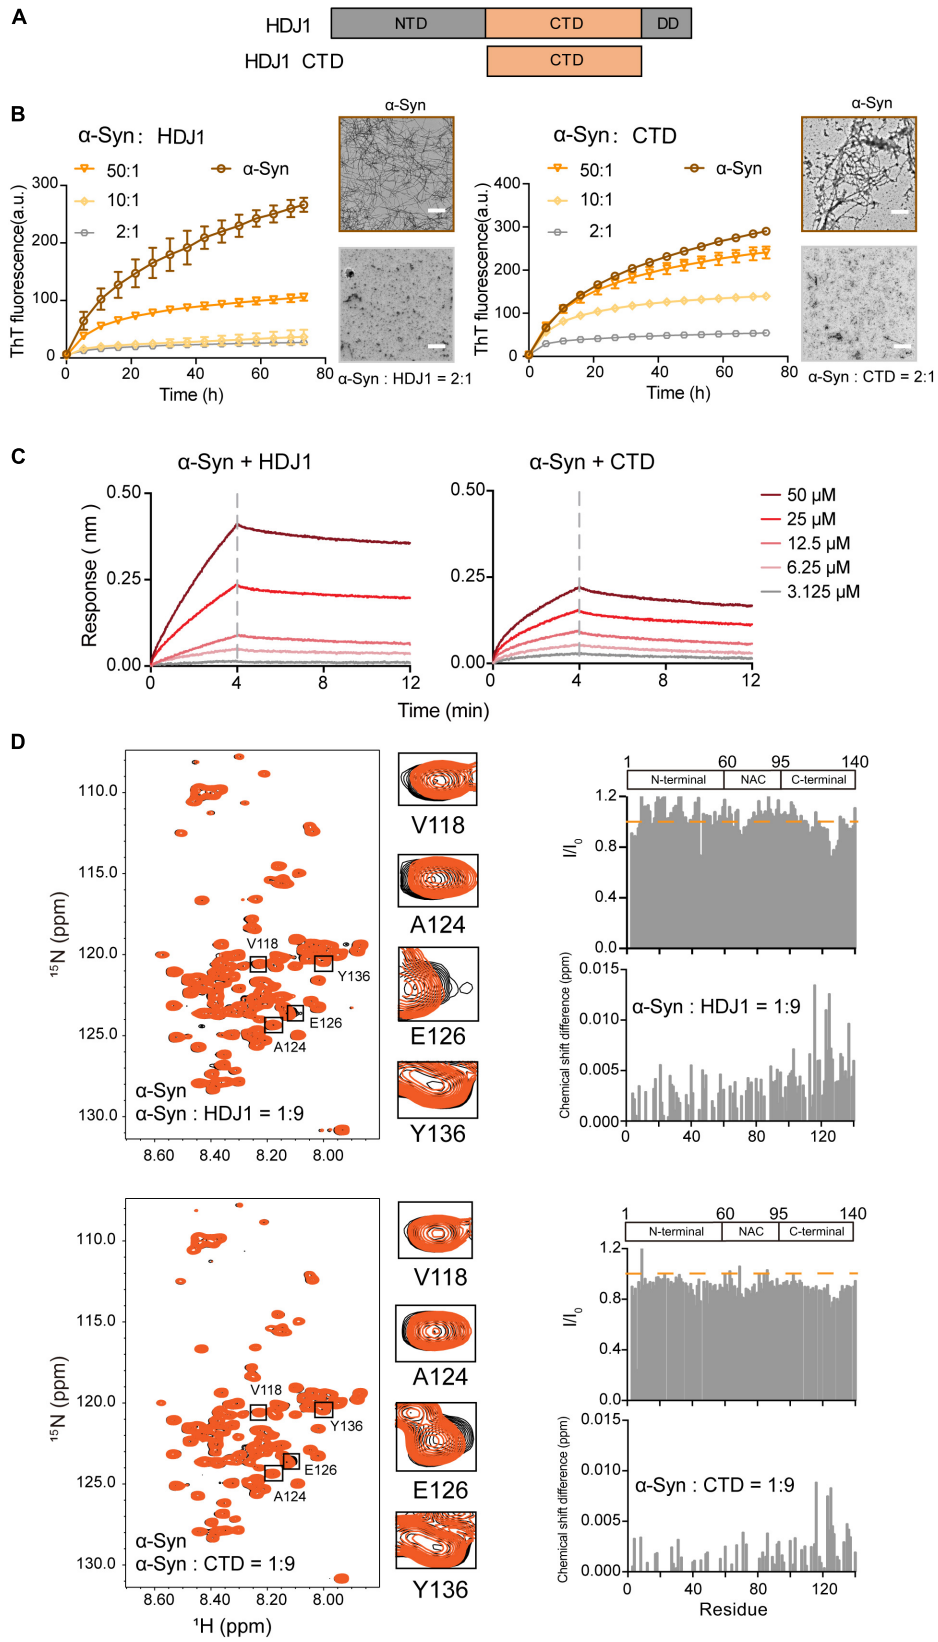 A
HDJ1
NTD
CTD
DD
HDJ1 CTD
CTD
B
α-Syn : HDJ1
50:1
α-Syn
10:1
2:1
ThT fluorescence(a.u.)
300
200
100
0
0
20
40
60
80
Time (h)
α-Syn
α-Syn : HDJ1 = 2:1
α-Syn : CTD
50:1
α-Syn
10:1
2:1
ThT fluorescence(a.u.)
400
300
200
100
0
0
20
40
60
80
Time (h)
α-Syn
α-Syn : CTD = 2:1
C
α-Syn + HDJ1
Response ( nm )
0.50
0.25
0.00
0
4
8
12
α-Syn + CTD
0.50
0.25
0.00
0
4
8
12
Time (min)
50 µM
25 µM
12.5 µM
6.25 µM
3.125 µM
D
15N (ppm)
110.0
115.0
120.0
125.0
130.0
V118
Y136
E126
A124
α-Syn
α-Syn : HDJ1 = 1:9
8.60
8.40
8.20
8.00
V118
A124
E126
Y136
1
60
95
140
N-terminal
NAC
C-terminal
I/I0
1.2
0.8
0.4
0.0
Chemical shift difference (ppm)
0.015
0.010
0.005
0.000
α-Syn : HDJ1 = 1:9
0
40
80
120
15N (ppm)
110.0
115.0
120.0
125.0
130.0
V118
Y136
E126
A124
α-Syn
α-Syn : CTD = 1:9
8.60
8.40
8.20
8.00
1H (ppm)
V118
A124
E126
Y136
1
60
95
140
N-terminal
NAC
C-terminal
I/I0
1.2
0.8
0.4
0.0
Chemical shift difference (ppm)
0.015
0.010
0.005
0.000
α-Syn : CTD = 1:9
0
40
80
120
Residue